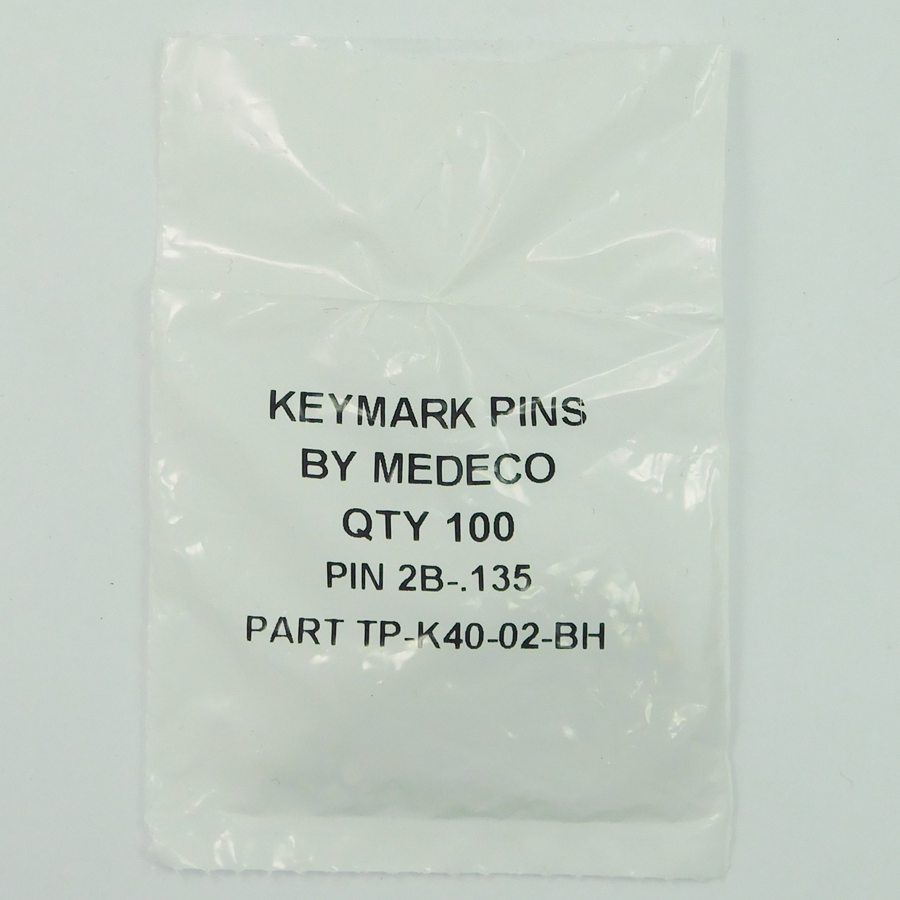 KEYMARK PINS
BY MEDECO
QTY 100
PIN 2B-.135
PART TP-K40-02-BH